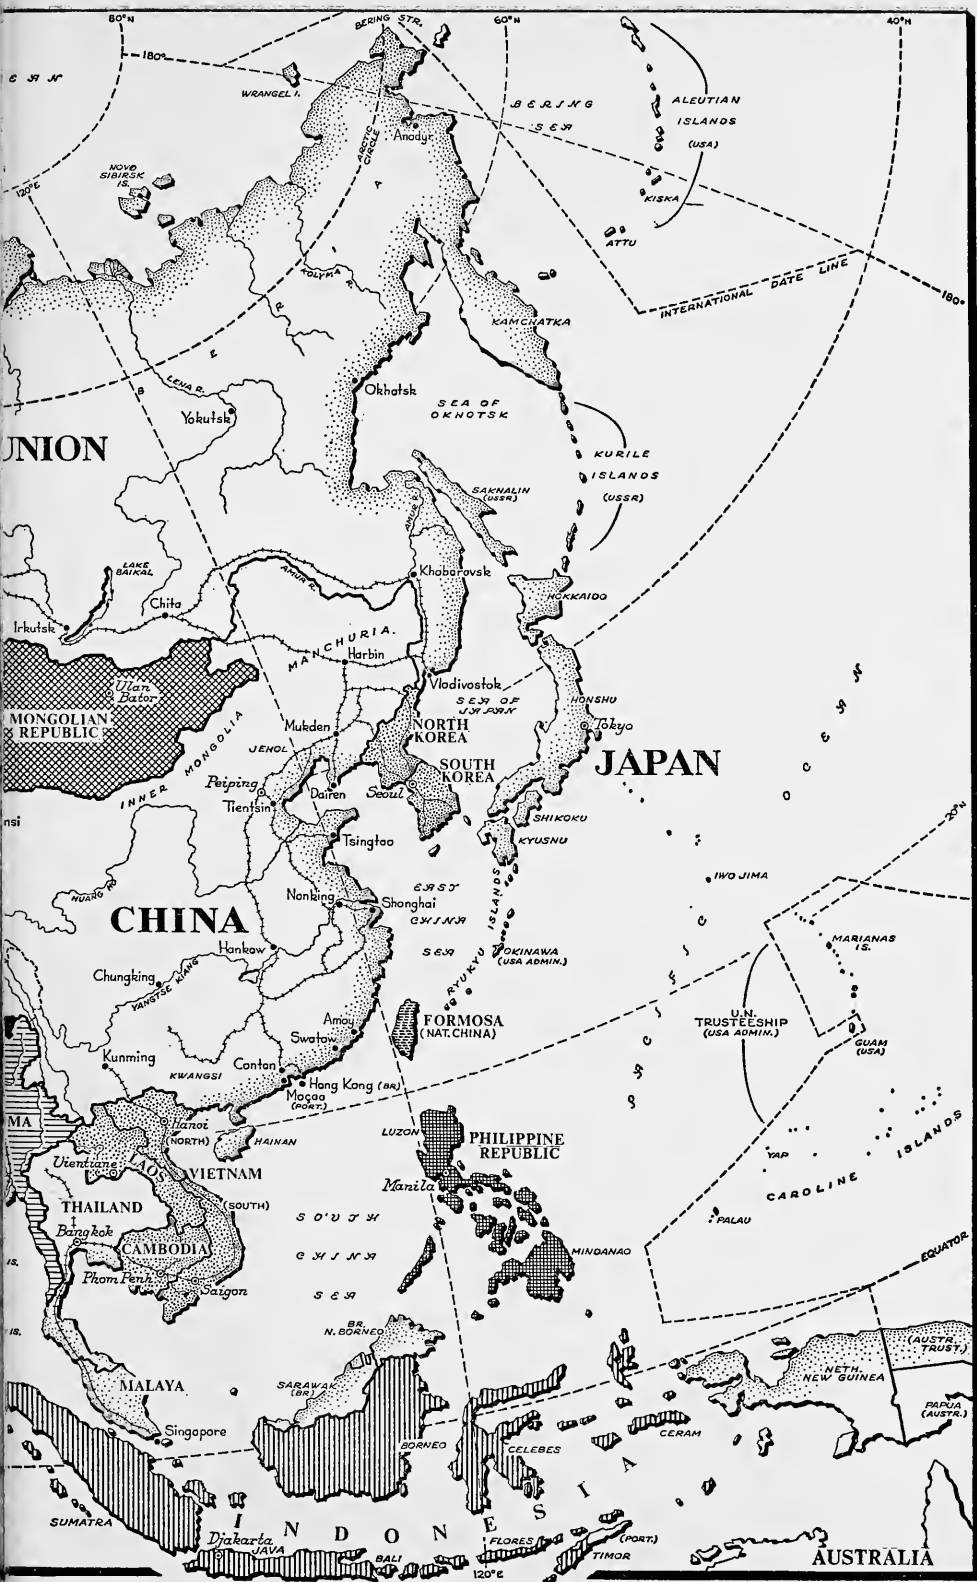 80°N
BERING STR.
60°N
40°N
180°
E A N
WRANGEL I.
BERING
SEA
ALEUTIAN
ISLANDS
(USA)
Anadyr
ARCTIC
CIRCLE
NOVO
SIBIRSK
IS.
120°E
KISKA
ATTU
A
KOLYMA R.
R
INTERNATIONAL DATE LINE
180°
KAMCHATKA
E
B
LENA R.
Okhatsk
SEA OF
OKHOTSK
Yokutsk
UNION
KURILE
ISLANDS
(USSR)
SAKHALIN
(USSR)
AMUR R.
LAKE
BAIKAL
AMUR R.
Khabarovsk
HOKKAIDO
Chita
Irkutsk
MANCHURIA.
Harbin
Vladivostok
Ulan
Bator
SEA OF
JAPAN
HONSHU
MONGOLIAN
REPUBLIC
Mukden
NORTH
KOREA
Tokyo
JEHOL
INNER MONGOLIA
SOUTH
KOREA
JAPAN
Peiping
Tientsin
Dairen
Seoul
SHIKOKU
KYUSHU
nsi
Tsingtao
20°N
IWO JIMA
HUANG HO
Nanking
Shanghai
EAST
CHINA
SEA
CHINA
RYUKYU ISLANDS
OKINAWA
(USA ADMIN.)
Hankow
MARIANAS
IS.
Chungking
YANGTSE KIANG
PACIFIC OCEAN
Amoy
FORMOSA
(NAT. CHINA)
U.N.
TRUSTEESHIP
(USA ADMIN.)
Swatow
GUAM
(USA)
Kunming
KWANGSI
Canton
Hong Kong (BR)
Macao
(PORT.)
MA
Hanoi
(NORTH)
HAINAN
LUZON
PHILIPPINE
REPUBLIC
YAP
CAROLINE ISLANDS
Vientiane
LAOS
VIETNAM
Manila
THAILAND
(SOUTH)
PALAU
Bangkok
SOUTH
CHINA
SEA
CAMBODIA
MINDANAO
EQUATOR
IS.
Phom Penh
Saigon
IS.
BR.
N. BORNEO
(AUSTR.
TRUST.)
MALAYA
SARAWAK
(BR)
NETH.
NEW GUINEA
PAPUA
(AUSTR.)
Singapore
BORNEO
CELEBES
CERAM
SUMATRA
INDONESIA
Djakarta
JAVA
BALI
FLORES
120°E
(PORT.)
TIMOR
AUSTRALIA